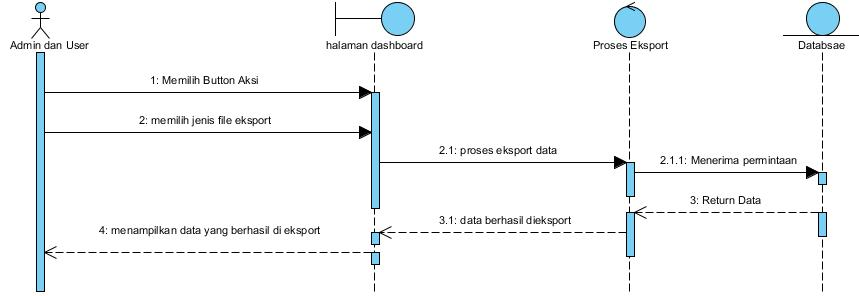 Admin dan User
halaman dashboard
Proses Eksport
Databsae
1: Memilih Button Aksi
2: memilih jenis file eksport
2.1: proses eksport data
2.1.1: Menerima permintaan
3: Return Data
3.1: data berhasil dieksport
4: menampilkan data yang berhasil di eksport